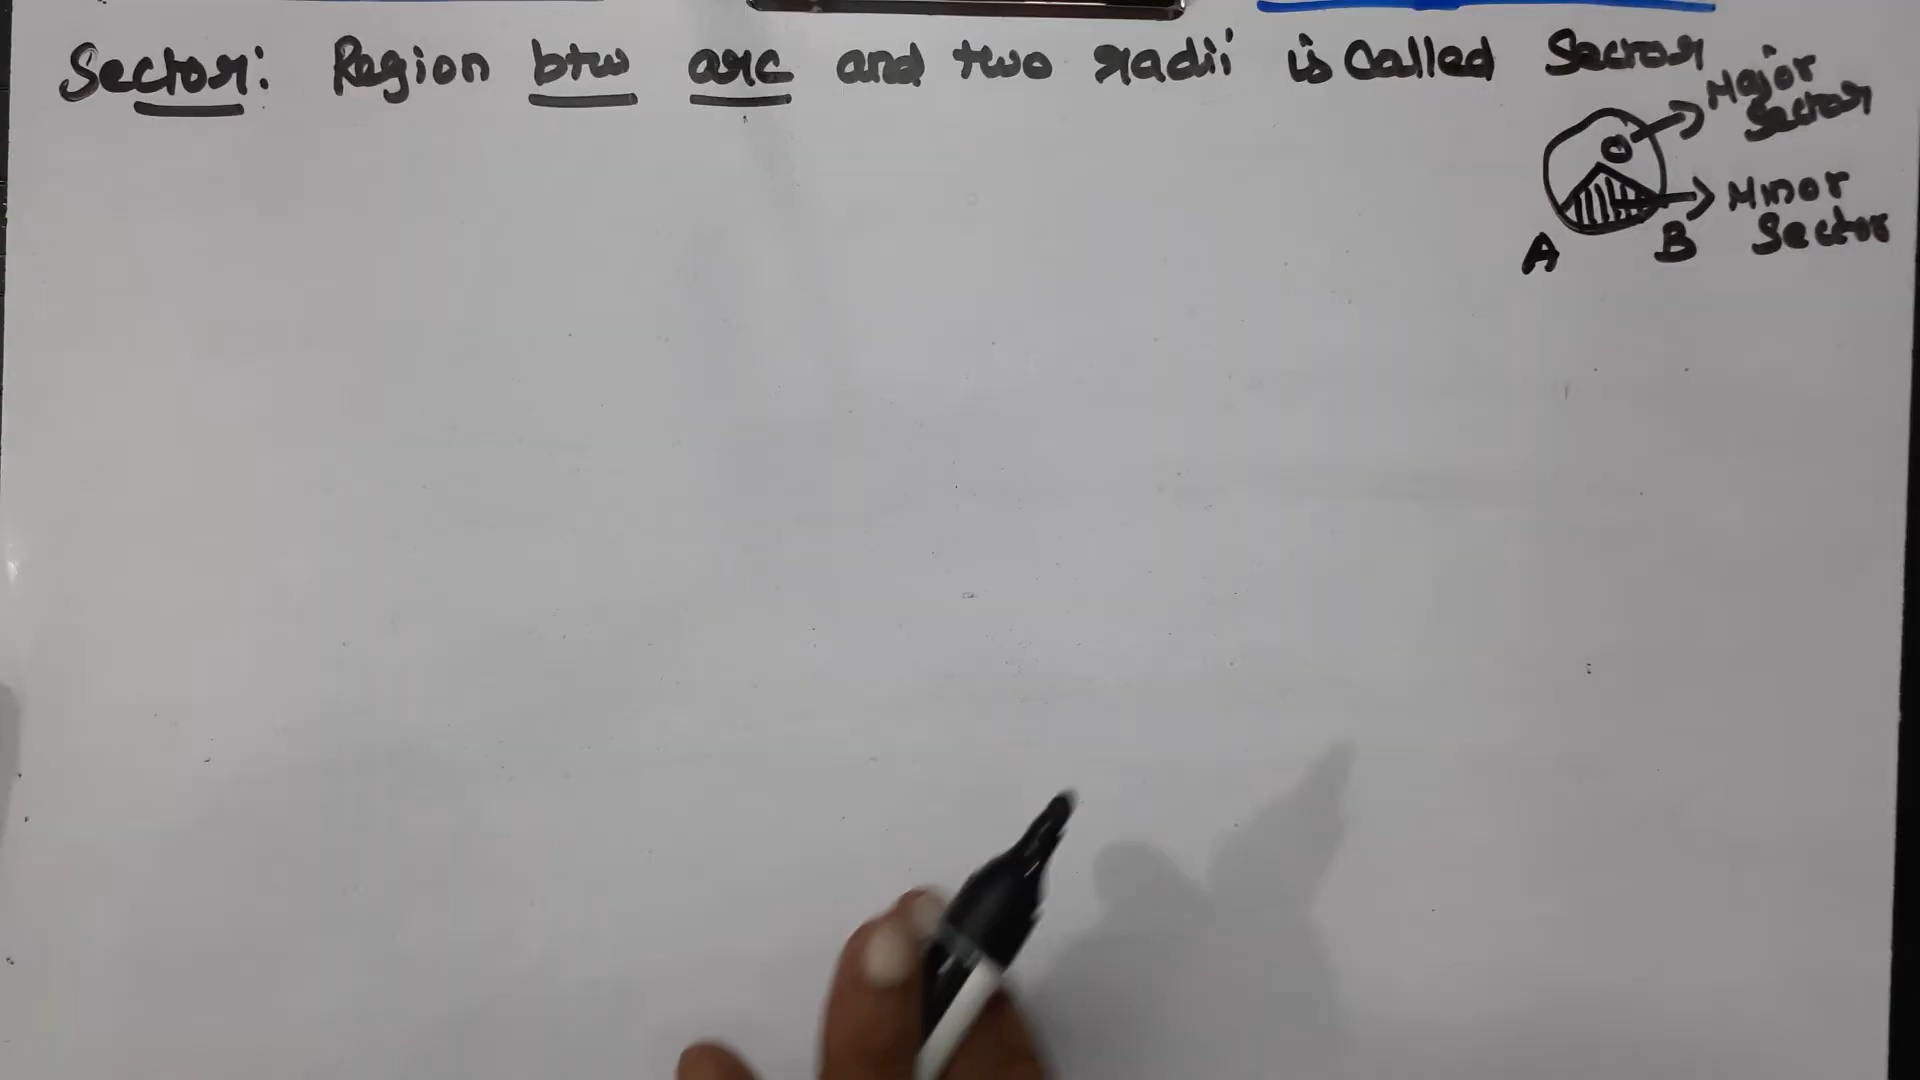 Sector: Region btw arc and two radii is called Sector
Major
Sector
O
Minor
Sector
A B